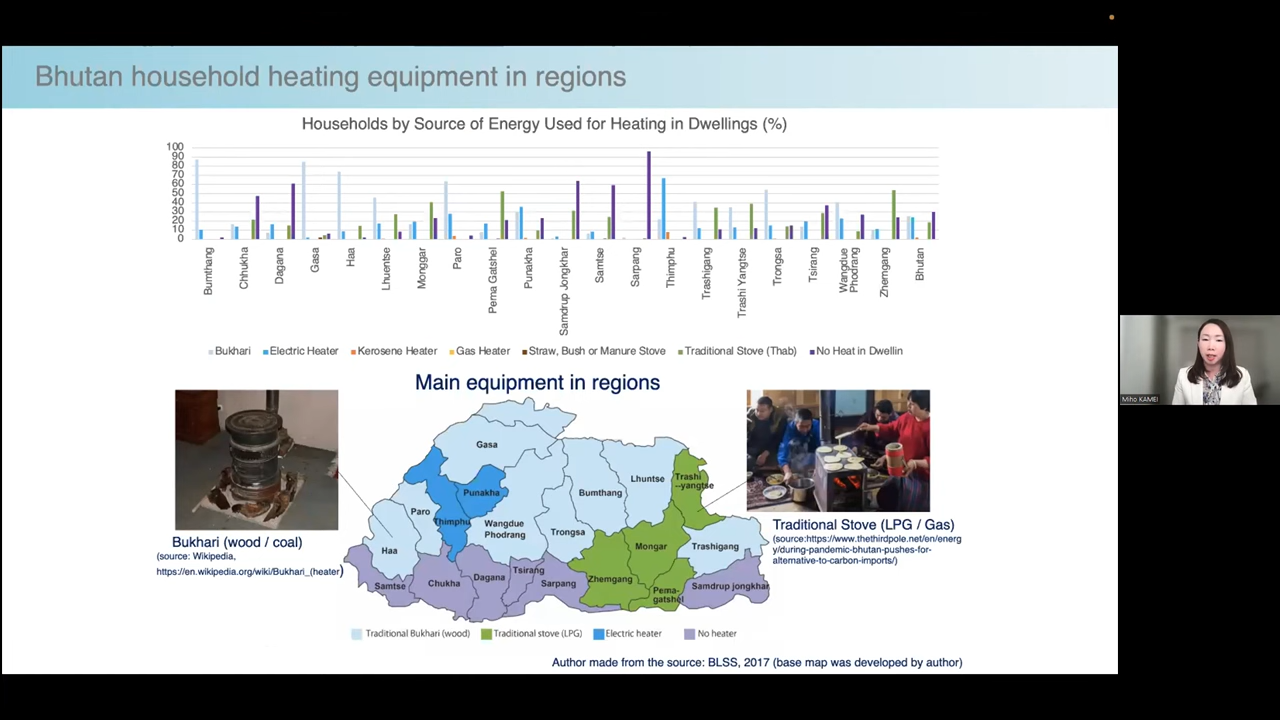 Bhutan household heating equipment in regions
Households by Source of Energy Used for Heating in Dwellings (%)
100
90
80
70
60
50
40
30
20
10
0
Bumthang
Chhukha
Dagana
Gasa
Haa
Lhuentse
Monggar
Paro
Pema Gatshel
Punakha
Samdrup Jongkhar
Samtse
Sarpang
Thimphu
Trashigang
Trashi Yangtse
Trongsa
Tsirang
Wangdue
Phodrang
Zhemgang
Bhutan
Bukhari
Electric Heater
Kerosene Heater
Gas Heater
Straw, Bush or Manure Stove
Traditional Stove (Thab)
No Heat in Dwellin
Main equipment in regions
Gasa
Punakha
Paro
Thimphu
Wangdue
Phodrang
Haa
Bumthang
Lhuntse
Trashi
--yangtse
Trongsa
Mongar
Trashigang
Samtse
Chukha
Dagana
Tsirang
Sarpang
Zhemgang
Pema-
gatshel
Samdrup jongkhar
Bukhari (wood / coal)
(source: Wikipedia,
https://en.wikipedia.org/wiki/Bukhari_(heater)
Traditional Stove (LPG / Gas)
(source:https://www.thethirdpole.net/en/energ
y/during-pandemic-bhutan-pushes-for-
alternative-to-carbon-imports/)
Traditional Bukhari (wood)
Traditional stove (LPG)
Electric heater
No heater
Author made from the source: BLSS, 2017 (base map was developed by author)
Miho KAMEI